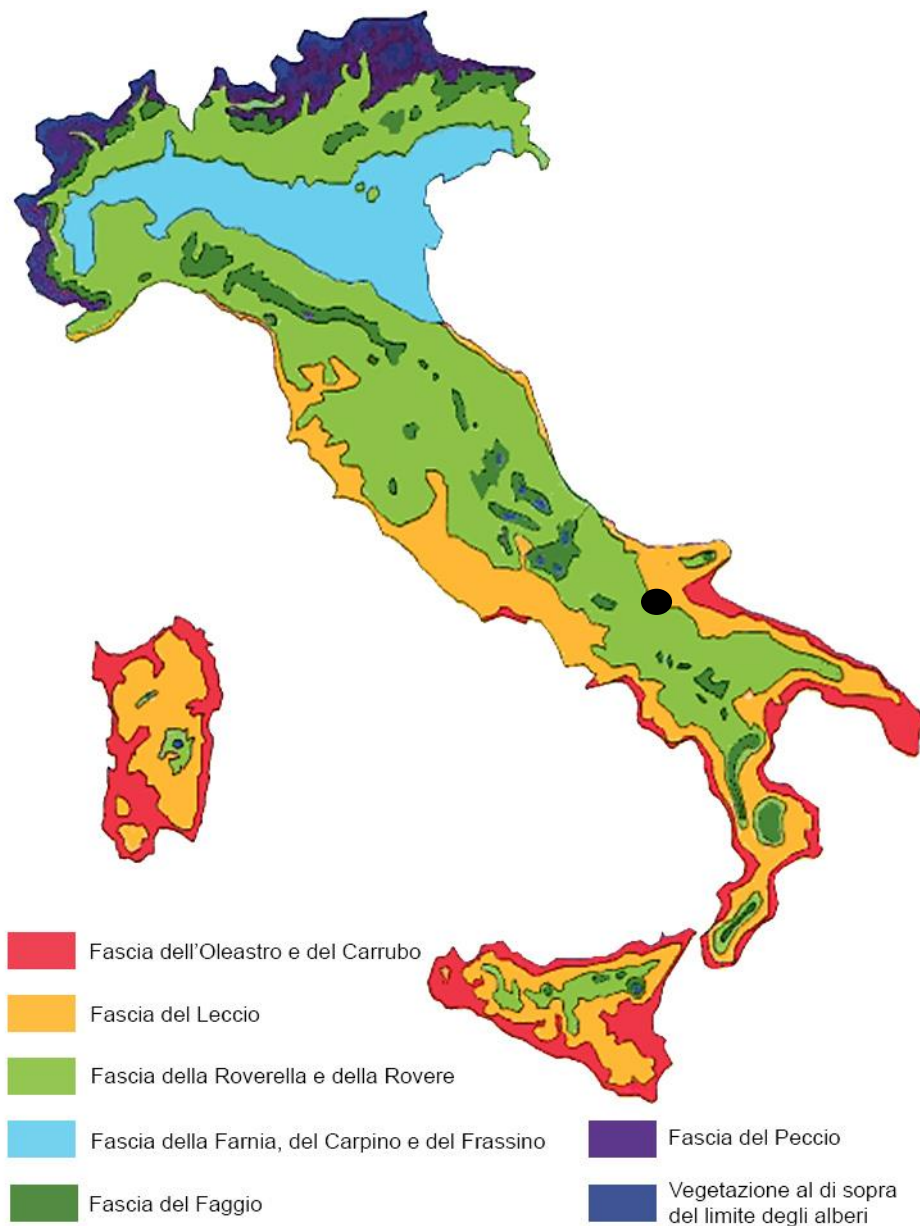 Fascia dell'Oleastro e del Carrubo
Fascia del Leccio
Fascia della Roverella e della Rovere
Fascia della Farnia, del Carpino e del Frassino
Fascia del Faggio
Fascia del Peccio
Vegetazione al di sopra
del limite degli alberi